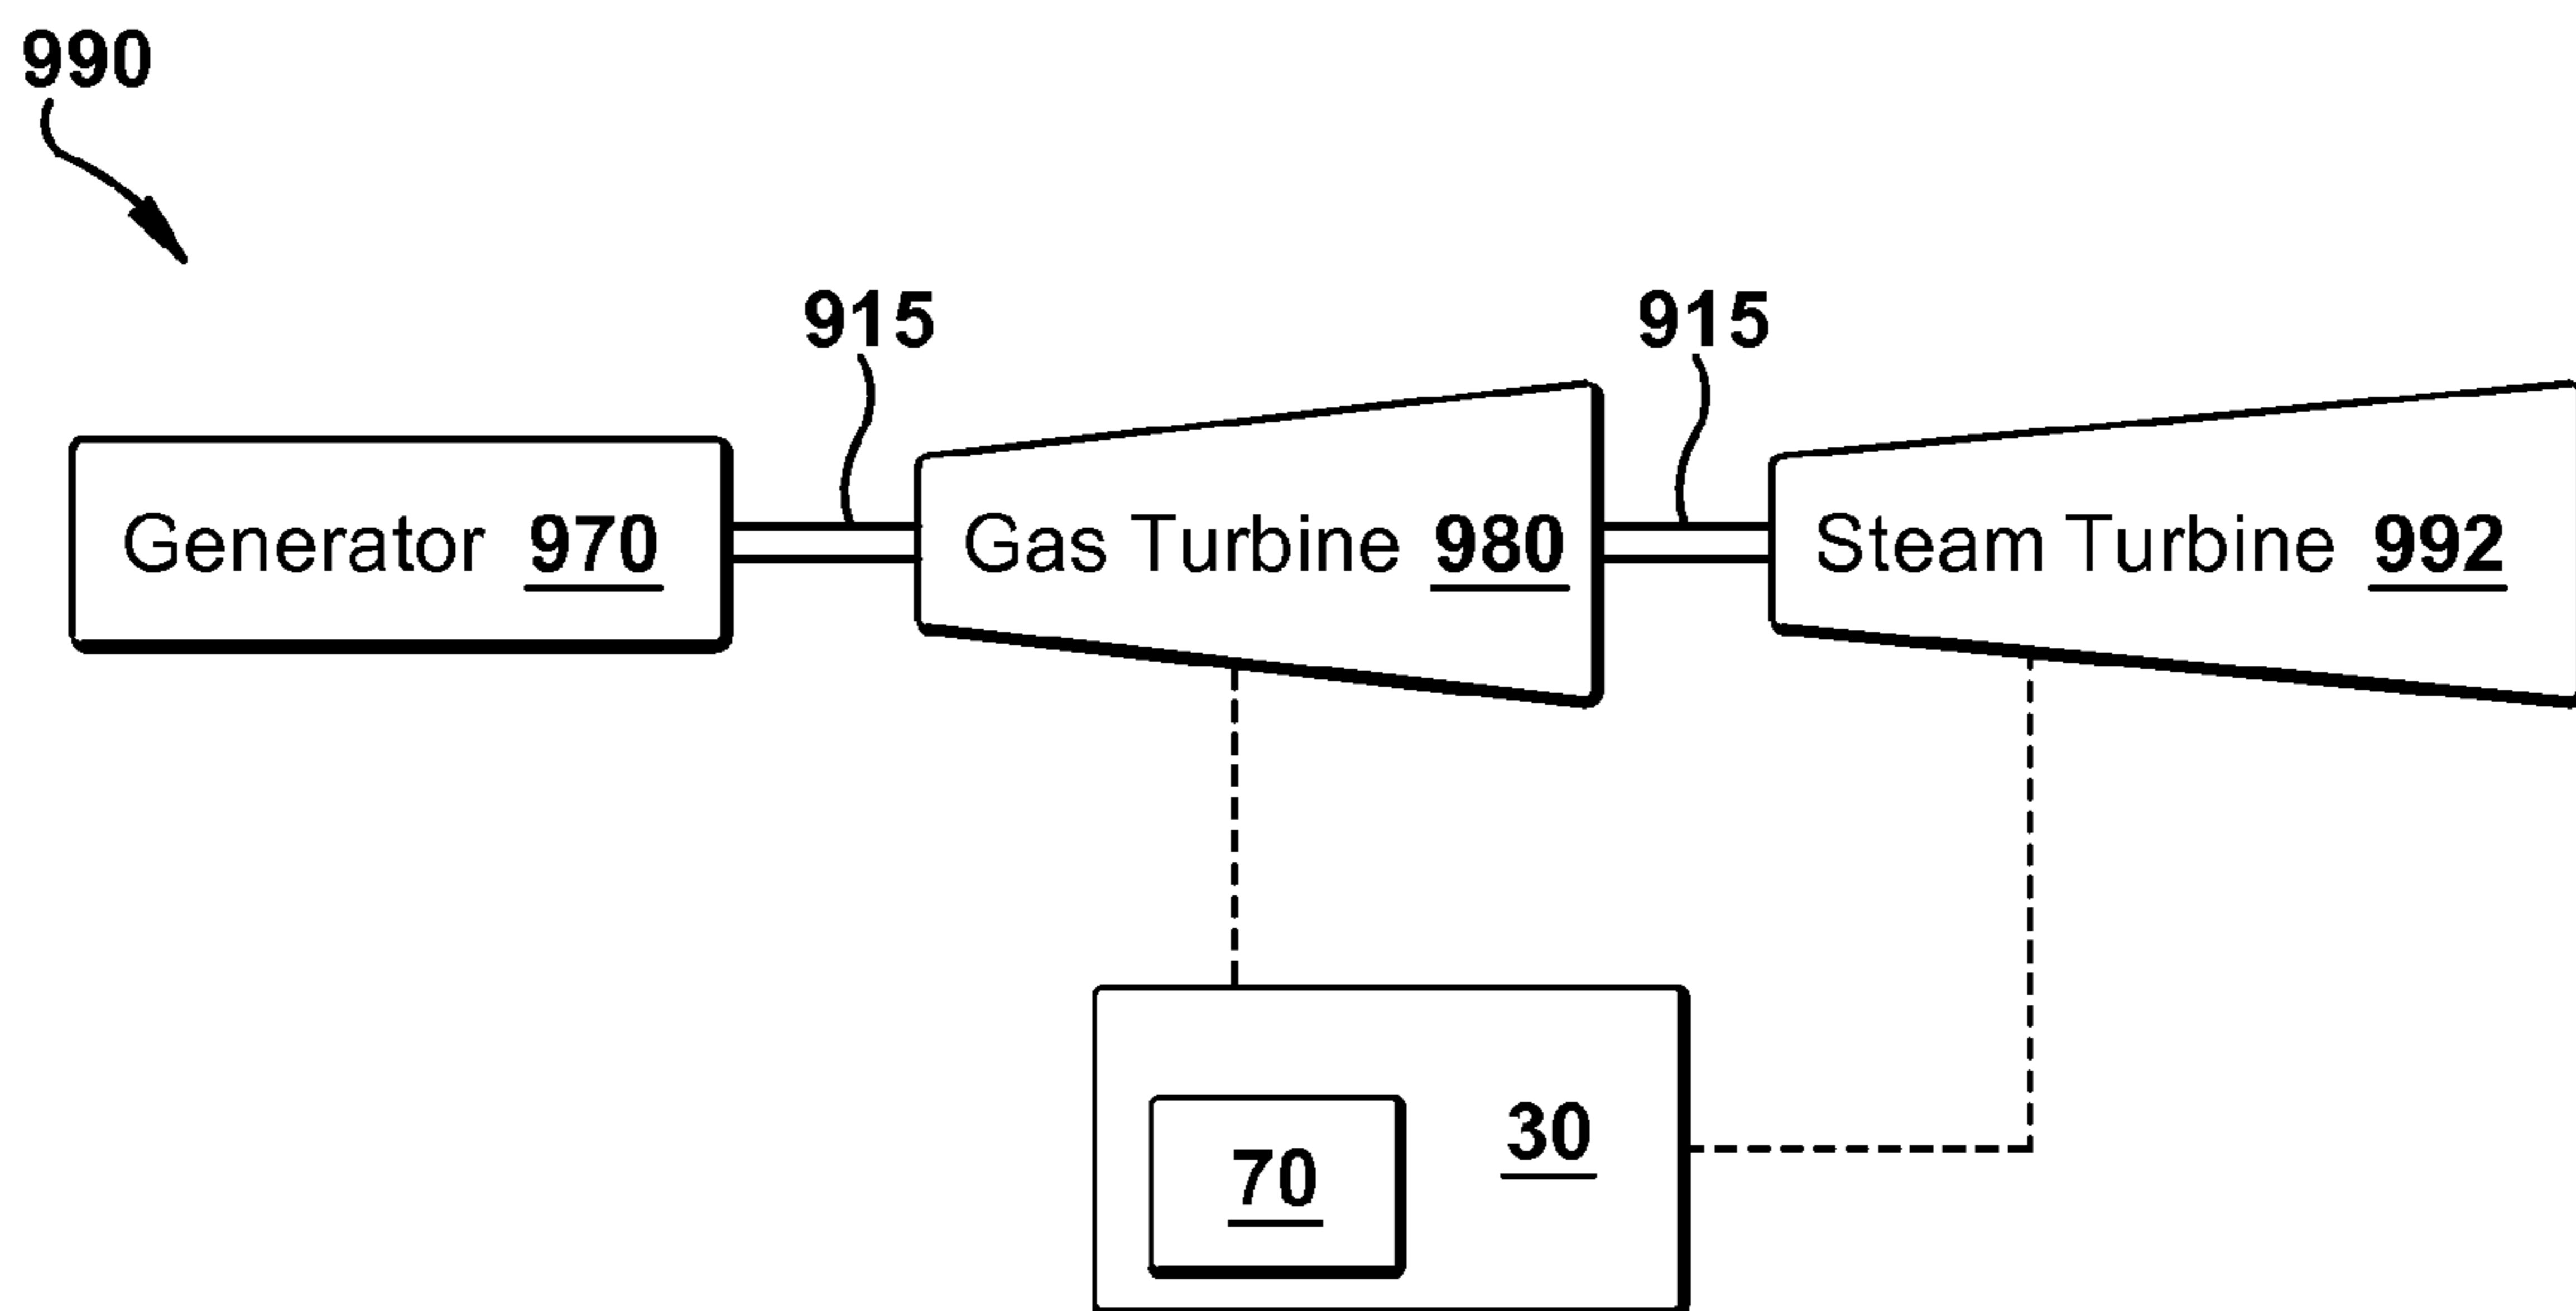 990
915
915
Generator 970
Gas Turbine 980
Steam Turbine 992
30
70